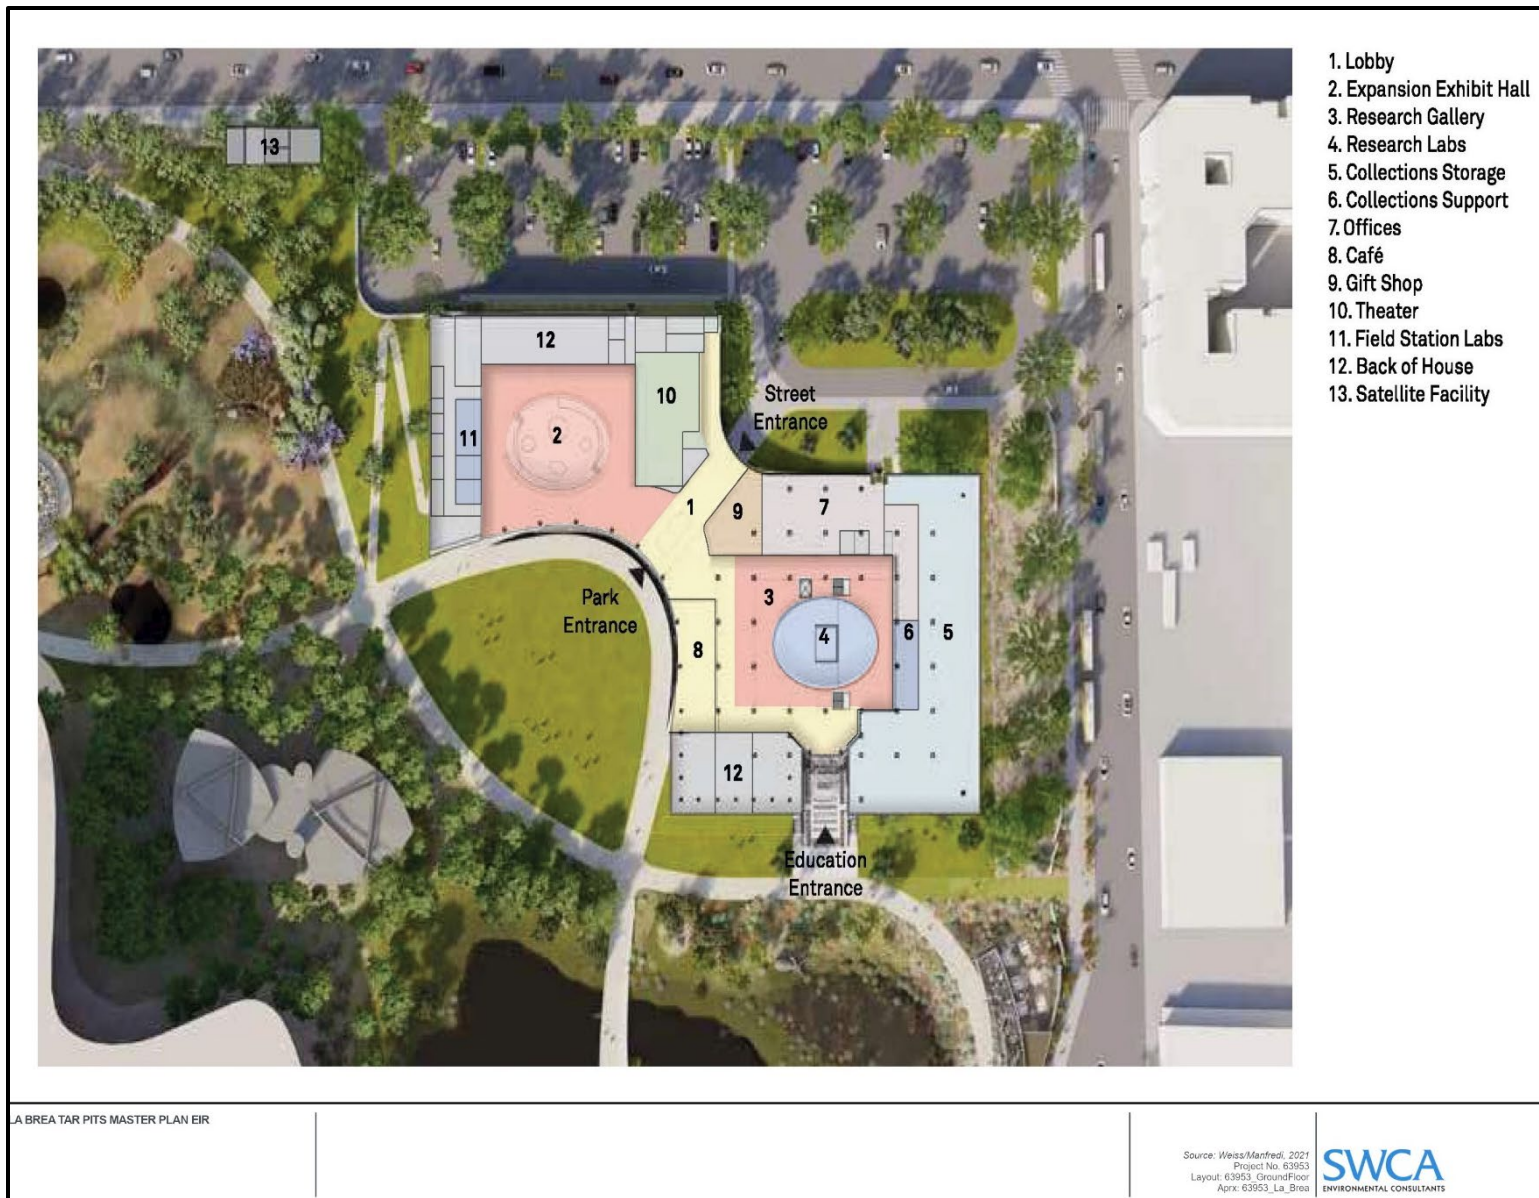 1. Lobby
2. Expansion Exhibit Hall
3. Research Gallery
4. Research Labs
5. Collections Storage
6. Collections Support
7. Offices
8. Café
9. Gift Shop
10. Theater
11. Field Station Labs
12. Back of House
13. Satellite Facility
13
12
10
Street
Entrance
2
11
1
9
7
Park
Entrance
3
4
6
5
8
12
Education
Entrance
LA BREA TAR PITS MASTER PLAN EIR
Source: Weiss/Manfredi, 2021
Project No. 63953
Layout: 63953_GroundFloor
Aprx: 63953_La_Brea
SWCA
ENVIRONMENTAL CONSULTANTS